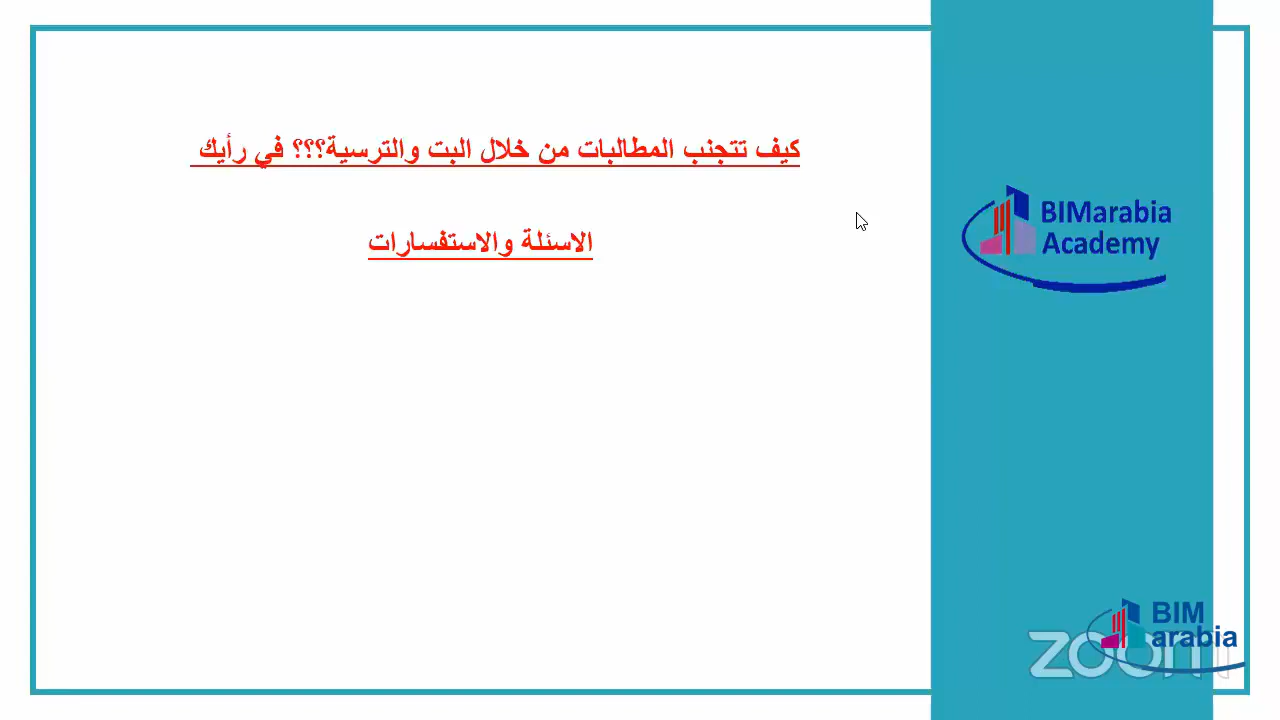 كيف تتجنب المطالبات من خلال البت والترسية؟؟؟ في رأيك
الاسئلة والاستفسارات
BIMarabia
Academy
BIM
arabia
zoom